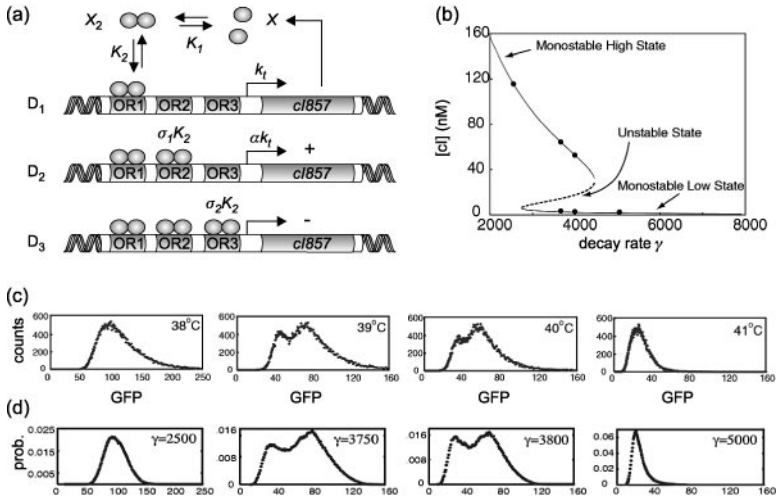 (a)
X₂
K₁
X
K₂
kₜ
D₁
OR1 OR2 OR3 cI857
σ₁K₂
αkₜ
+
D₂
OR1 OR2 OR3 cI857
σ₂K₂
-
D₃
OR1 OR2 OR3 cI857
(b)
160
120
80
40
0
[cI] (nM)
Monostable High State
Unstable State
Monostable Low State
2000 4000 6000 8000
decay rate γ
(c)
counts
600
400
200
0
38°C
0 50 100 150 200 250
GFP
600
400
200
0
39°C
0 40 80 120 160
GFP
600
400
200
0
40°C
0 40 80 120 160
GFP
600
400
200
0
41°C
0 40 80 120 160
GFP
(d)
prob.
0.025
0.015
0.005
γ=2500
0 50 100 150 200 250
.016
.008
0
γ=3750
0 40 80 120 160
.016
.008
0
γ=3800
0 40 80 120 160
0.06
0.04
0.02
0
γ=5000
0 40 80 120 160